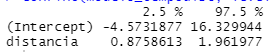 2.5 % 97.5 %
(Intercept) -4.5731877 16.329944
distancia 0.8758613 1.961977